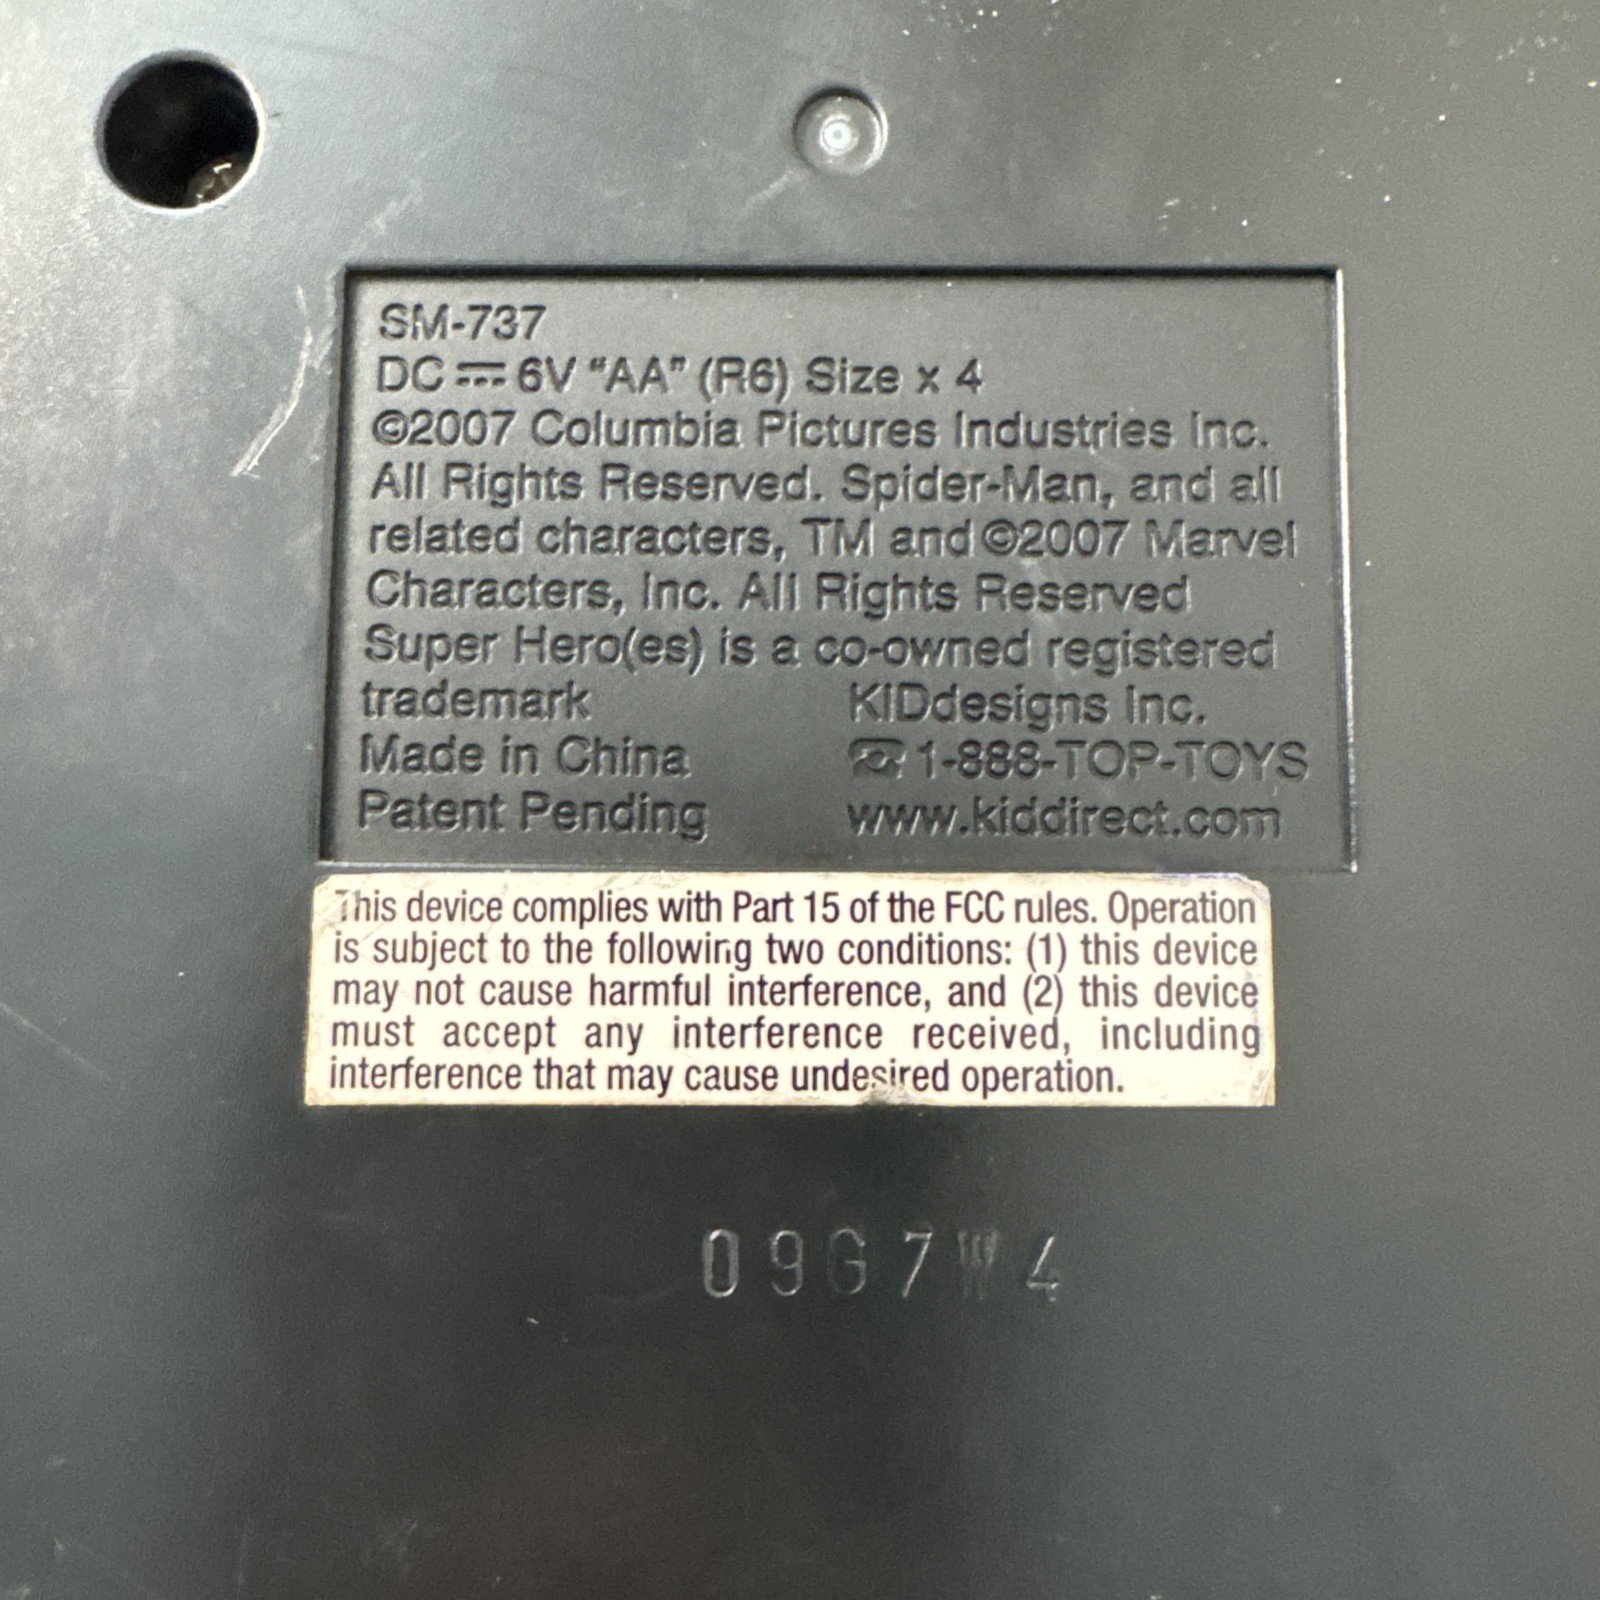 SM-737
DC ⎓ 6V "AA" (R6) Size x 4
©2007 Columbia Pictures Industries Inc.
All Rights Reserved. Spider-Man, and all
related characters, TM and ©2007 Marvel
Characters, Inc. All Rights Reserved
Super Hero(es) is a co-owned registered
trademark
Made in China
Patent Pending
KIDdesigns Inc.
☎ 1-888-TOP-TOYS
www.kiddirect.com
This device complies with Part 15 of the FCC rules. Operation
is subject to the following two conditions: (1) this device
may not cause harmful interference, and (2) this device
must accept any interference received, including
interference that may cause undesired operation.
09G7W4